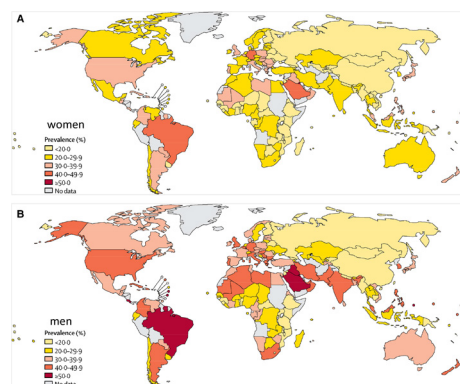 A
women
Prevalence (%)
<20·0
20·0–29·9
30·0–39·9
40·0–49·9
≥50·0
No data
B
men
Prevalence (%)
<20·0
20·0–29·9
30·0–39·9
40·0–49·9
≥50·0
No data